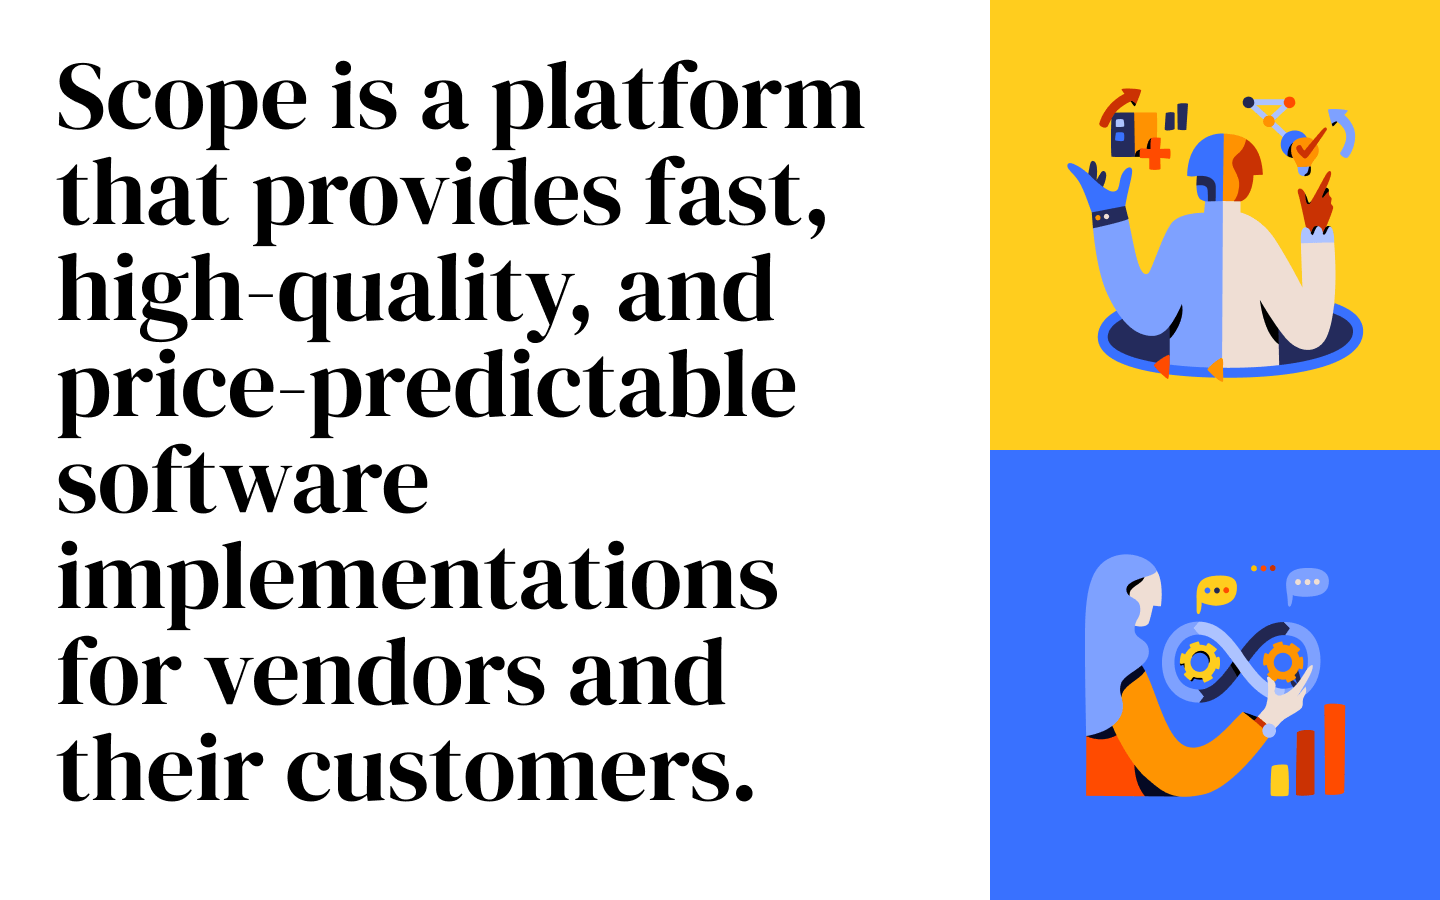 Scope is a platform
that provides fast,
high-quality, and
price-predictable
software
implementations
for vendors and
their customers.